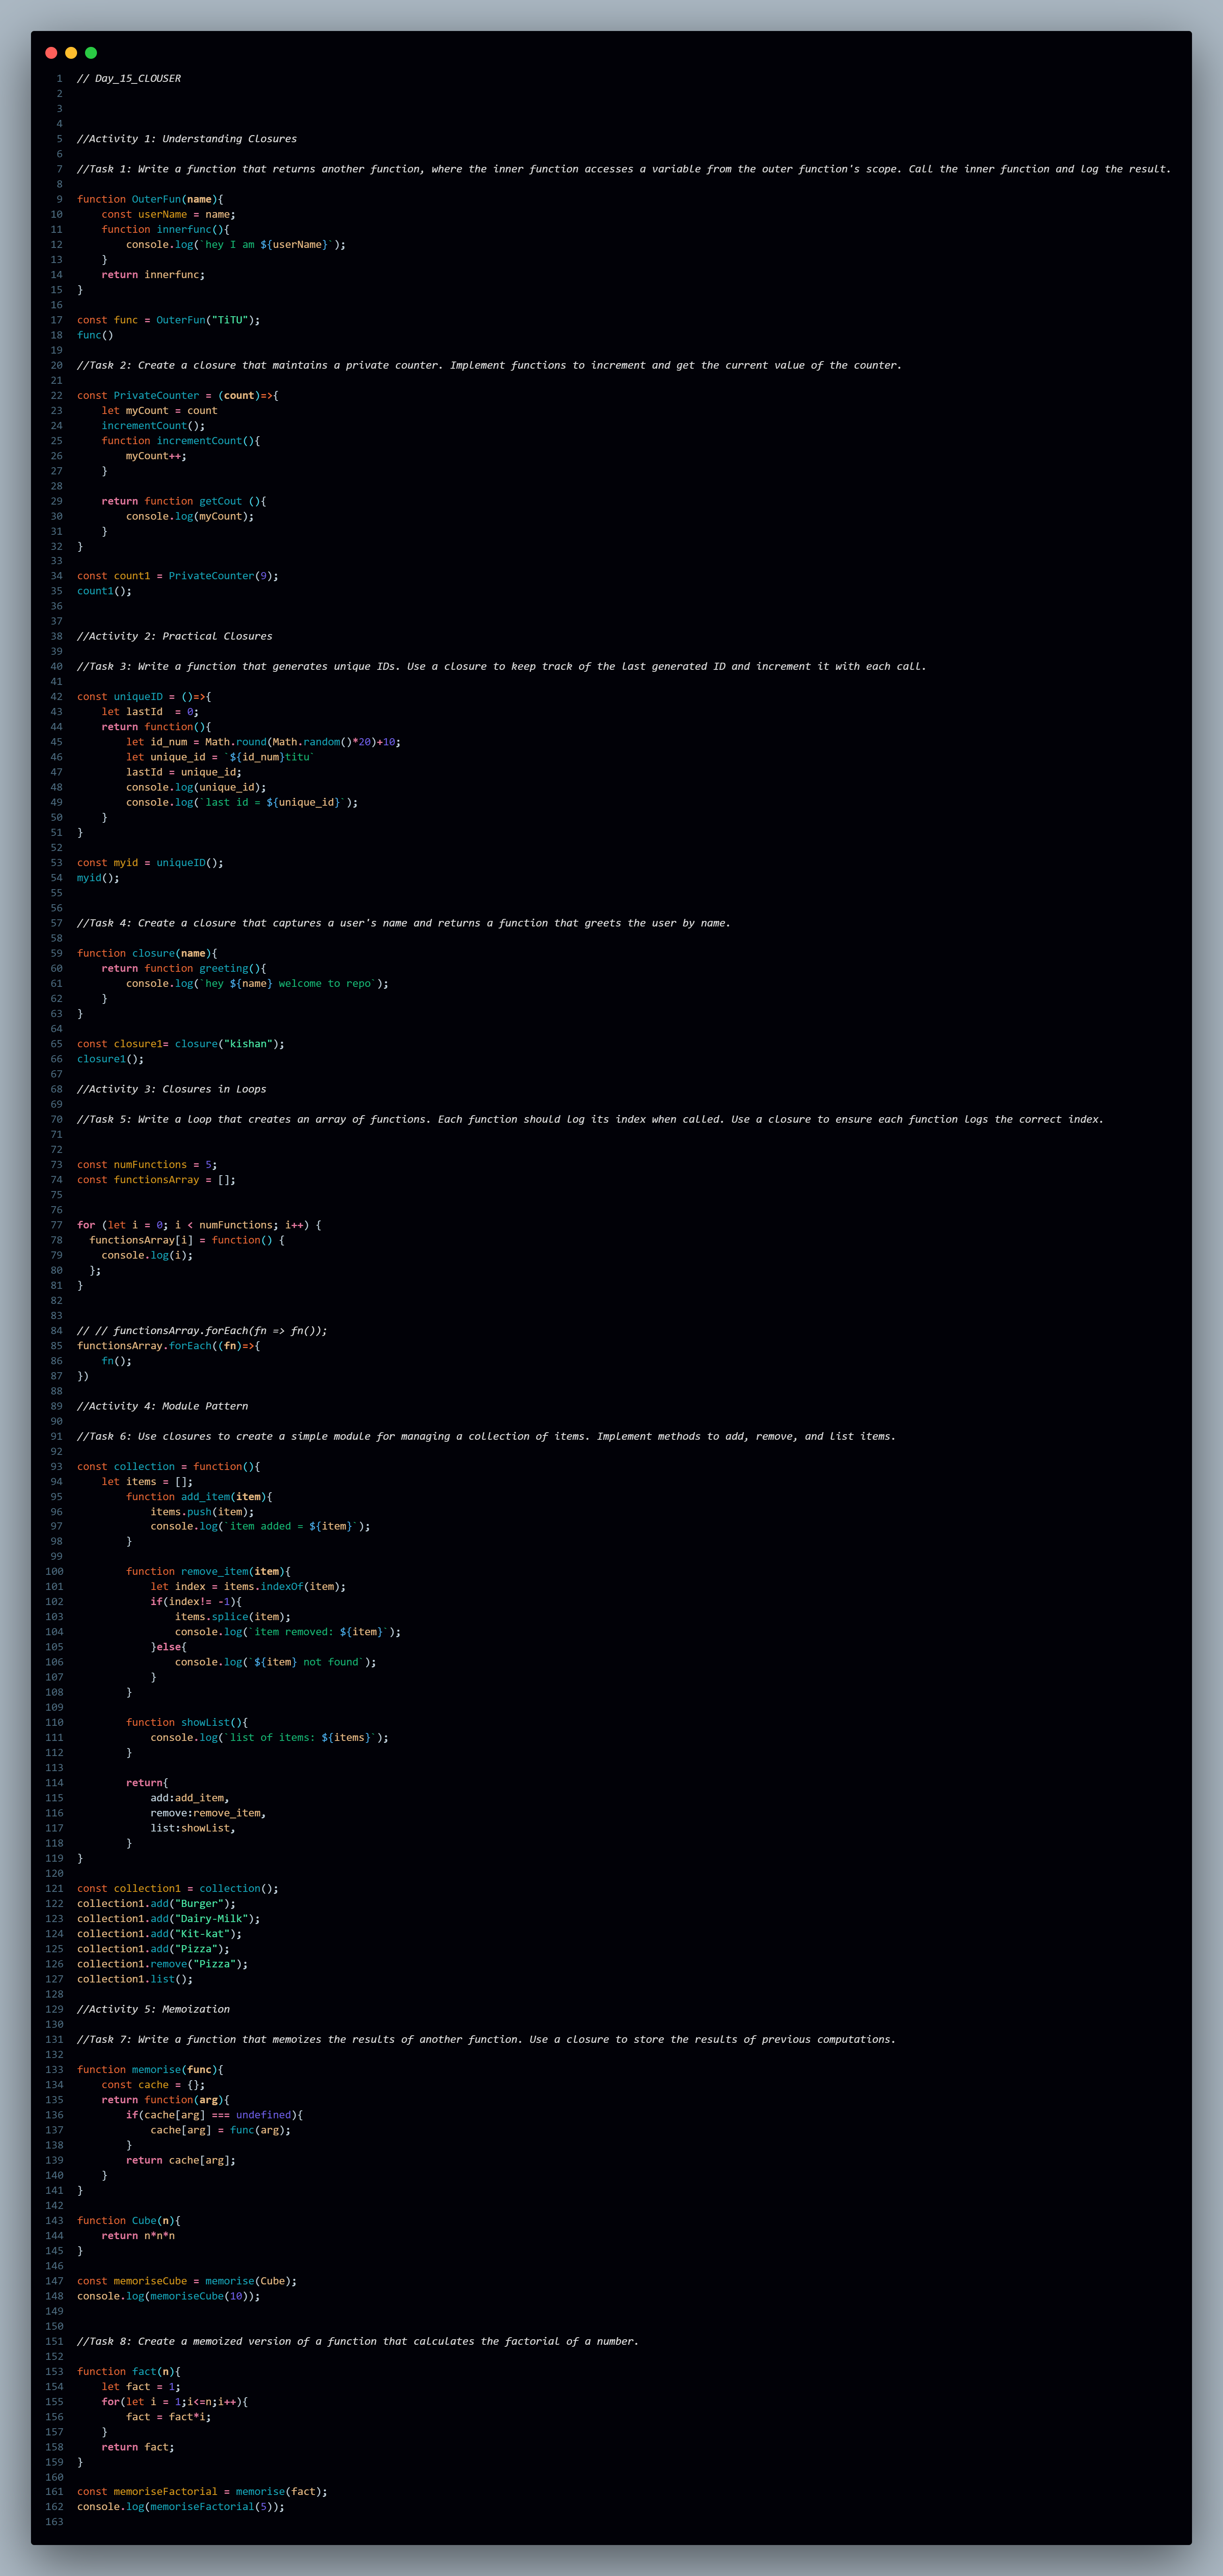 1 // Day_15_CLOUSER
2
3
4
5 //Activity 1: Understanding Closures
6
7 //Task 1: Write a function that returns another function, where the inner function accesses a variable from the outer function's scope. Call the inner function and log the result.
8
9 function OuterFun(name){
10     const userName = name;
11     function innerfunc(){
12         console.log(`hey I am ${userName}`);
13     }
14     return innerfunc;
15 }
16
17 const func = OuterFun("TiTU");
18 func()
19
20 //Task 2: Create a closure that maintains a private counter. Implement functions to increment and get the current value of the counter.
21
22 const PrivateCounter = (count)=>{
23     let myCount = count
24     incrementCount();
25     function incrementCount(){
26         myCount++;
27     }
28
29     return function getCout (){
30         console.log(myCount);
31     }
32 }
33
34 const count1 = PrivateCounter(9);
35 count1();
36
37
38 //Activity 2: Practical Closures
39
40 //Task 3: Write a function that generates unique IDs. Use a closure to keep track of the last generated ID and increment it with each call.
41
42 const uniqueID = ()=>{
43     let lastId  = 0;
44     return function(){
45         let id_num = Math.round(Math.random()*20)+10;
46         let unique_id = `${id_num}titu`
47         lastId = unique_id;
48         console.log(unique_id);
49         console.log(`last id = ${unique_id}`);
50     }
51 }
52
53 const myid = uniqueID();
54 myid();
55
56
57 //Task 4: Create a closure that captures a user's name and returns a function that greets the user by name.
58
59 function closure(name){
60     return function greeting(){
61         console.log(`hey ${name} welcome to repo`);
62     }
63 }
64
65 const closure1= closure("kishan");
66 closure1();
67
68 //Activity 3: Closures in Loops
69
70 //Task 5: Write a loop that creates an array of functions. Each function should log its index when called. Use a closure to ensure each function logs the correct index.
71
72
73 const numFunctions = 5;
74 const functionsArray = [];
75
76
77 for (let i = 0; i < numFunctions; i++) {
78   functionsArray[i] = function() {
79     console.log(i);
80   };
81 }
82
83
84 // // functionsArray.forEach(fn => fn());
85 functionsArray.forEach((fn)=>{
86     fn();
87 })
88
89 //Activity 4: Module Pattern
90
91 //Task 6: Use closures to create a simple module for managing a collection of items. Implement methods to add, remove, and list items.
92
93 const collection = function(){
94     let items = [];
95         function add_item(item){
96             items.push(item);
97             console.log(`item added = ${item}`);
98         }
99
100         function remove_item(item){
101             let index = items.indexOf(item);
102             if(index!= -1){
103                 items.splice(item);
104                 console.log(`item removed: ${item}`);
105             }else{
106                 console.log(`${item} not found`);
107             }
108         }
109
110         function showList(){
111             console.log(`list of items: ${items}`);
112         }
113
114         return{
115             add:add_item,
116             remove:remove_item,
117             list:showList,
118         }
119 }
120
121 const collection1 = collection();
122 collection1.add("Burger");
123 collection1.add("Dairy-Milk");
124 collection1.add("Kit-kat");
125 collection1.add("Pizza");
126 collection1.remove("Pizza");
127 collection1.list();
128
129 //Activity 5: Memoization
130
131 //Task 7: Write a function that memoizes the results of another function. Use a closure to store the results of previous computations.
132
133 function memorise(func){
134     const cache = {};
135     return function(arg){
136         if(cache[arg] === undefined){
137             cache[arg] = func(arg);
138         }
139         return cache[arg];
140     }
141 }
142
143 function Cube(n){
144     return n*n*n
145 }
146
147 const memoriseCube = memorise(Cube);
148 console.log(memoriseCube(10));
149
150
151 //Task 8: Create a memoized version of a function that calculates the factorial of a number.
152
153 function fact(n){
154     let fact = 1;
155     for(let i = 1;i<=n;i++){
156         fact = fact*i;
157     }
158     return fact;
159 }
160
161 const memoriseFactorial = memorise(fact);
162 console.log(memoriseFactorial(5));
163